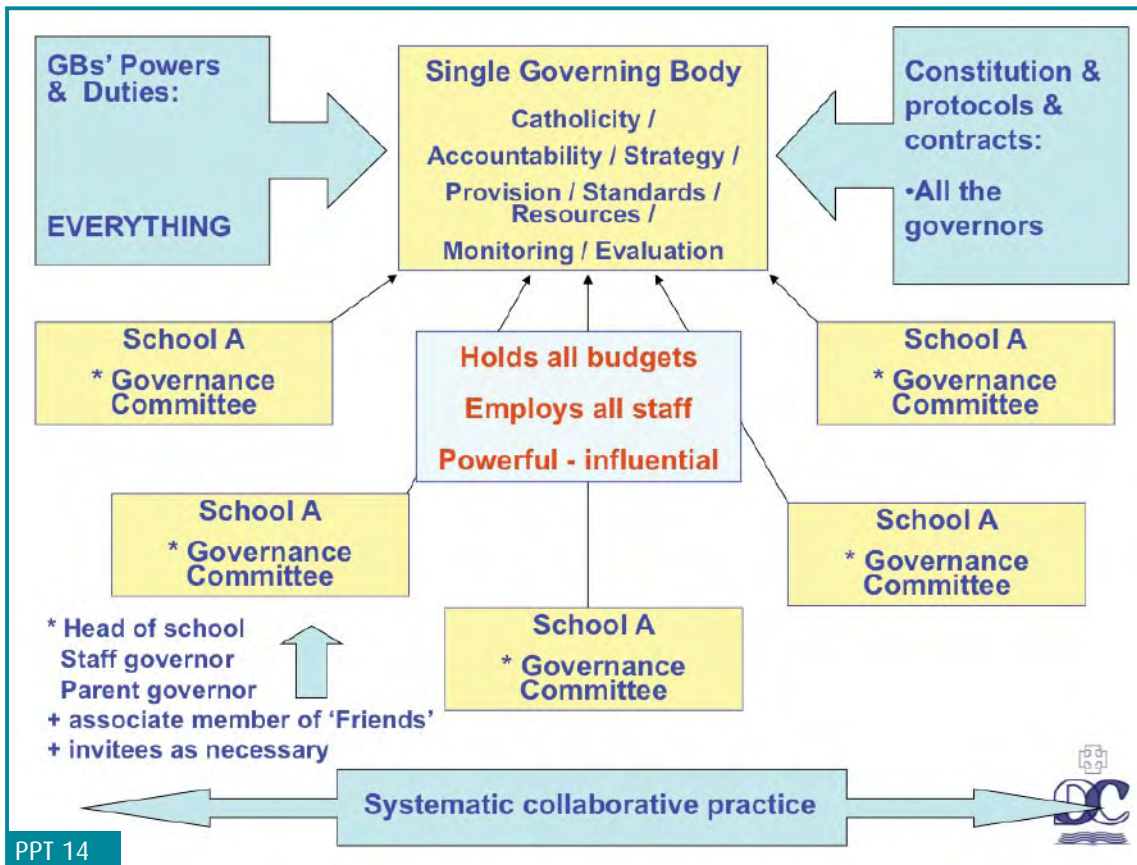 GBs' Powers
& Duties:
EVERYTHING
Single Governing Body
Catholicity /
Accountability / Strategy /
Provision / Standards /
Resources /
Monitoring / Evaluation
Constitution &
protocols &
contracts:
•All the
governors
School A
* Governance
Committee
Holds all budgets
Employs all staff
Powerful - influential
School A
* Governance
Committee
School A
* Governance
Committee
School A
* Governance
Committee
School A
* Governance
Committee
* Head of school
Staff governor
Parent governor
+ associate member of 'Friends'
+ invitees as necessary
Systematic collaborative practice
DC
PPT 14